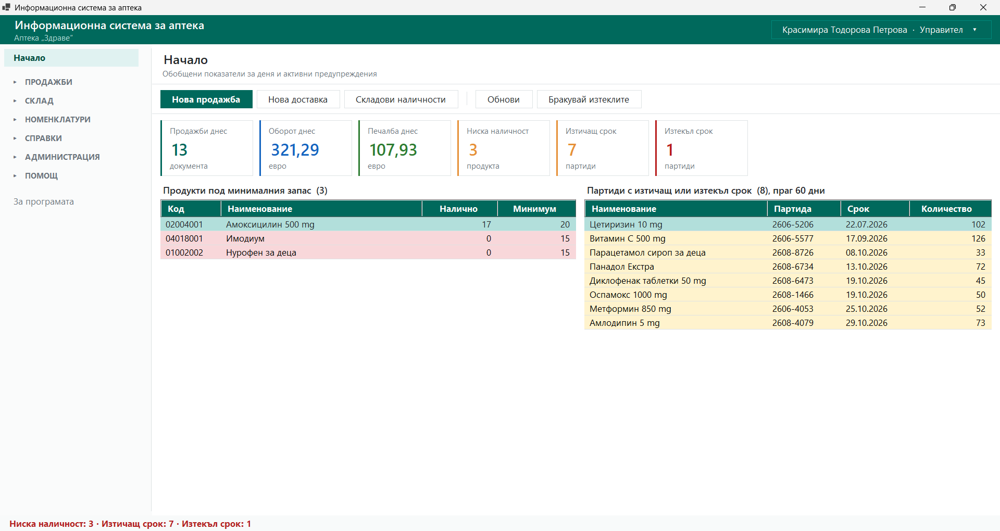 Информационна система за аптека
Информационна система за аптека
Аптека „Здраве“
Красимира Тодорова Петрова · Управител ▼
Начало
▸ ПРОДАЖБИ
▸ СКЛАД
▸ НОМЕНКЛАТУРИ
▸ СПРАВКИ
▸ АДМИНИСТРАЦИЯ
▸ ПОМОЩ
За програмата
Начало
Обобщени показатели за деня и активни предупреждения
Нова продажба Нова доставка Складови наличности Обнови Бракувай изтеклите
Продажби днес
13
документа
Оборот днес
321,29
евро
Печалба днес
107,93
евро
Ниска наличност
3
продукта
Изтичащ срок
7
партиди
Изтекъл срок
1
партиди
Продукти под минималния запас (3)
Код Наименование Налично Минимум
02004001 Амоксицилин 500 mg 17 20
04018001 Имодиум 0 15
01002002 Нурофен за деца 0 15
Партиди с изтичащ или изтекъл срок (8), праг 60 дни
Наименование Партида Срок Количество
Цетиризин 10 mg 2606-5206 22.07.2026 102
Витамин C 500 mg 2606-5577 17.09.2026 126
Парацетамол сироп за деца 2608-8726 08.10.2026 33
Панадол Екстра 2608-6734 13.10.2026 72
Диклофенак таблетки 50 mg 2608-6473 19.10.2026 45
Оспамокс 1000 mg 2608-1466 19.10.2026 50
Метформин 850 mg 2606-4053 25.10.2026 52
Амлодипин 5 mg 2608-4079 29.10.2026 73
Ниска наличност: 3 · Изтичащ срок: 7 · Изтекъл срок: 1